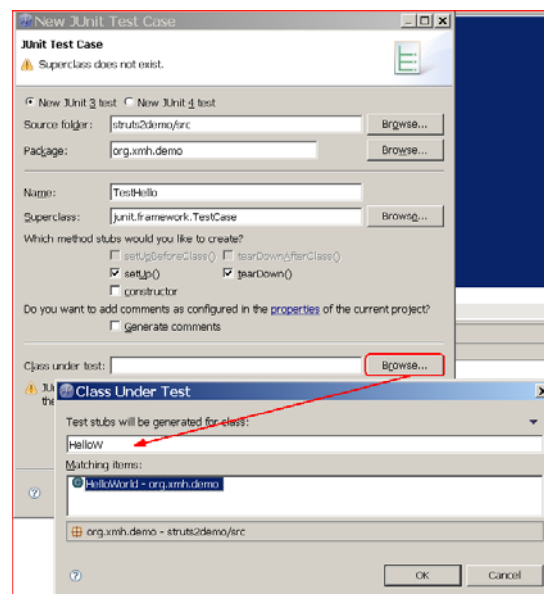 New JUnit Test Case
JUnit Test Case
Superclass does not exist.
New JUnit 3 test New JUnit 4 test
Source folder: struts2demo/src Browse...
Package: org.xmh.demo Browse...
Name: TestHello
Superclass: junit.framework.TestCase Browse...
Which method stubs would you like to create?
setUpBeforeClass() tearDownAfterClass()
setUp() tearDown()
constructor
Do you want to add comments as configured in the properties of the current project?
Generate comments
Class under test: Browse...
the
Class Under Test
Test stubs will be generated for class:
HelloW
Matching items:
HelloWorld - org.xmh.demo
org.xmh.demo - struts2demo/src
OK Cancel